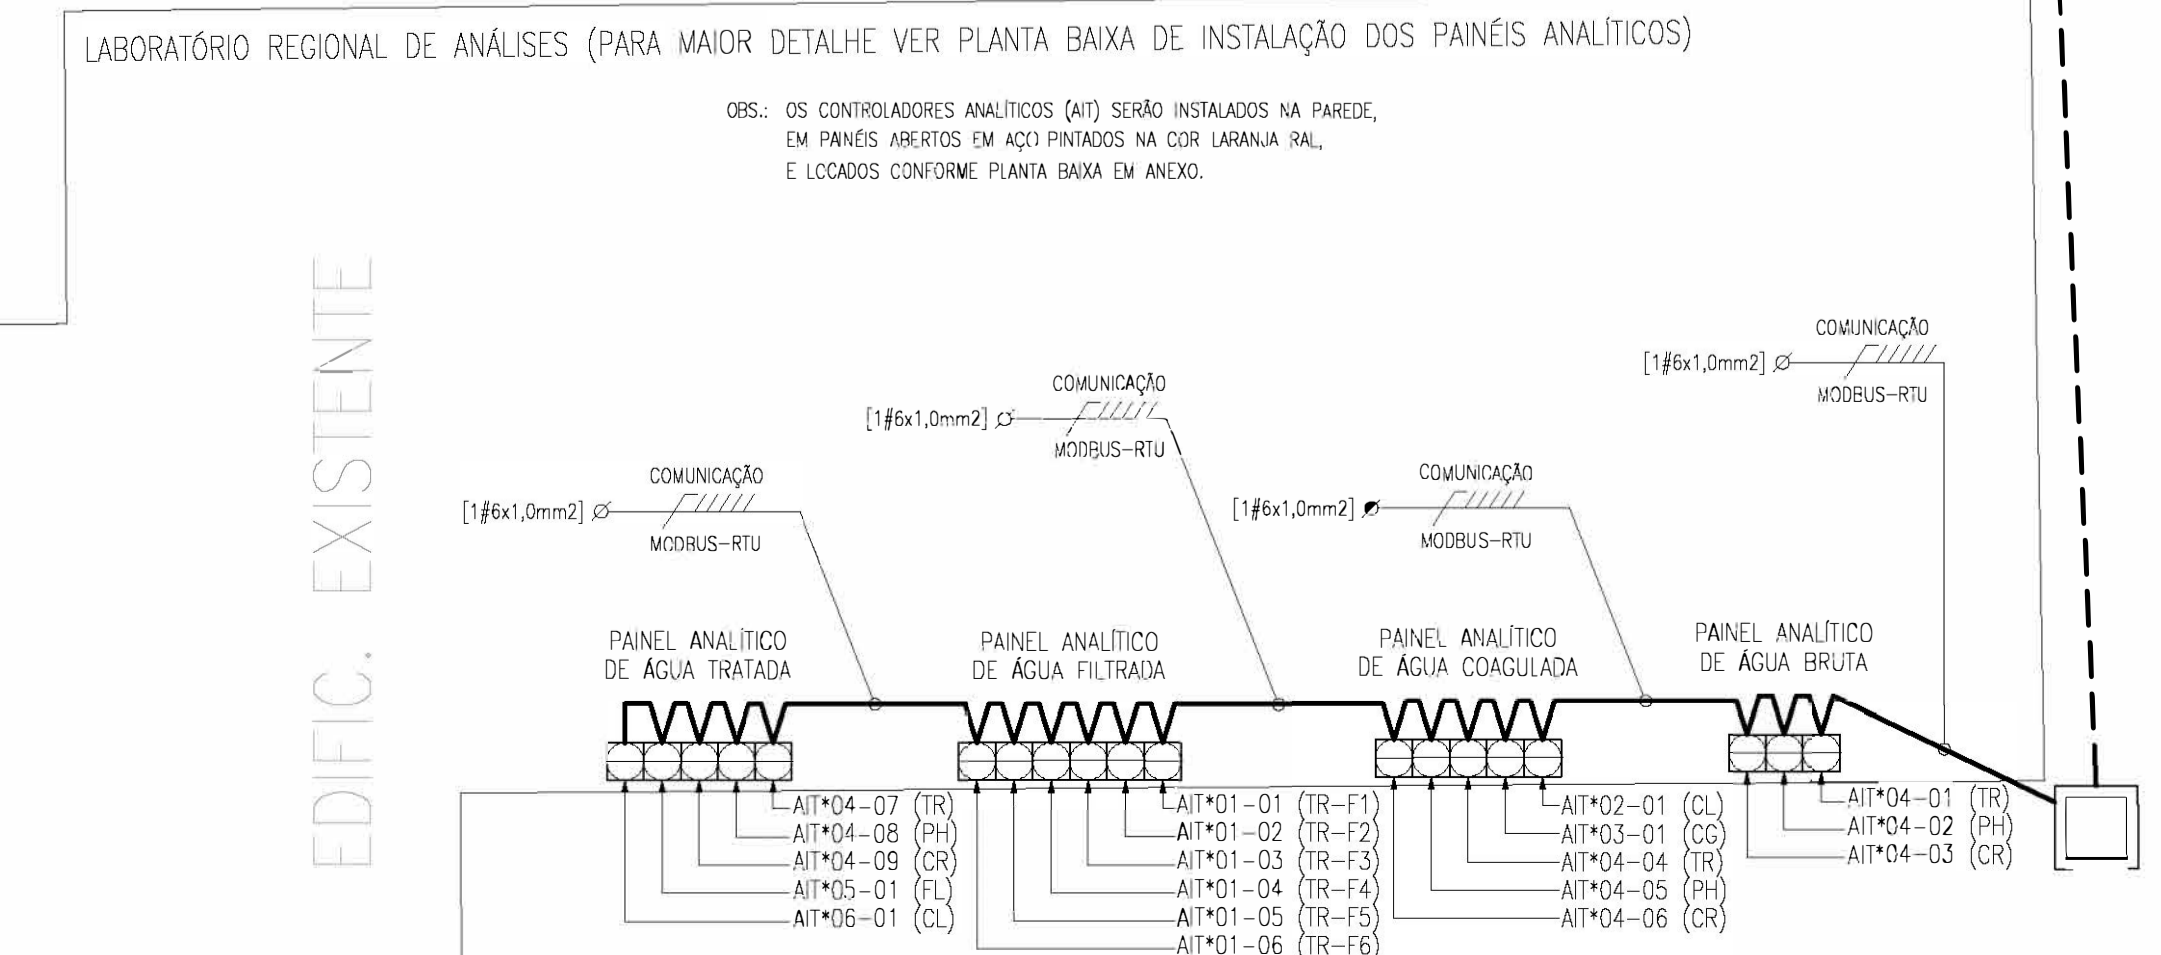 LABORATÓRIO REGIONAL DE ANÁLISES (PARA MAIOR DETALHE VER PLANTA BAIXA DE INSTALAÇÃO DOS PAINÉIS ANALÍTICOS)
OBS.: OS CONTROLADORES ANALÍTICOS (AIT) SERÃO INSTALADOS NA PAREDE,
EM PAINÉIS ABERTOS EM AÇO PINTADOS NA COR LARANJA RAL,
E LOCADOS CONFORME PLANTA BAIXA EM ANEXO.
EDIFIC. EXISTENTE
COMUNICAÇÃO
[1#6x1,0mm2]
MODBUS-RTU
COMUNICAÇÃO
[1#6x1,0mm2]
MODBUS-RTU
COMUNICAÇÃO
[1#6x1,0mm2]
MODBUS-RTU
COMUNICAÇÃO
[1#6x1,0mm2]
MODBUS-RTU
PAINEL ANALÍTICO
DE ÁGUA TRATADA
AIT*04-07 (TR)
AIT*04-08 (PH)
AIT*04-09 (CR)
AIT*05-01 (FL)
AIT*06-01 (CL)
PAINEL ANALÍTICO
DE ÁGUA FILTRADA
AIT*01-01 (TR-F1)
AIT*01-02 (TR-F2)
AIT*01-03 (TR-F3)
AIT*01-04 (TR-F4)
AIT*01-05 (TR-F5)
AIT*01-06 (TR-F6)
PAINEL ANALÍTICO
DE ÁGUA COAGULADA
AIT*02-01 (CL)
AIT*03-01 (CG)
AIT*04-04 (TR)
AIT*04-05 (PH)
AIT*04-06 (CR)
PAINEL ANALÍTICO
DE ÁGUA BRUTA
AIT*04-01 (TR)
AIT*04-02 (PH)
AIT*04-03 (CR)